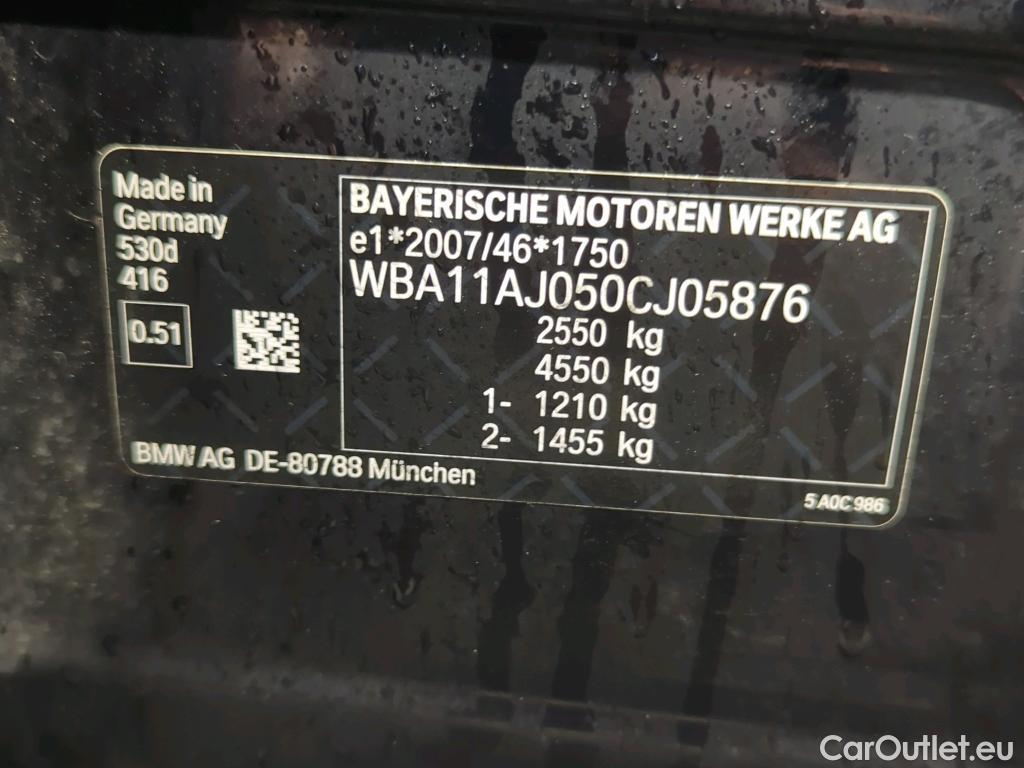 Made in
Germany
530d
416
0.51
BAYERISCHE MOTOREN WERKE AG
e1*2007/46*1750
WBA11AJ050CJ05876
2550 kg
4550 kg
1- 1210 kg
2- 1455 kg
BMW AG DE-80788 München
5 A0C 986
CarOutlet.eu